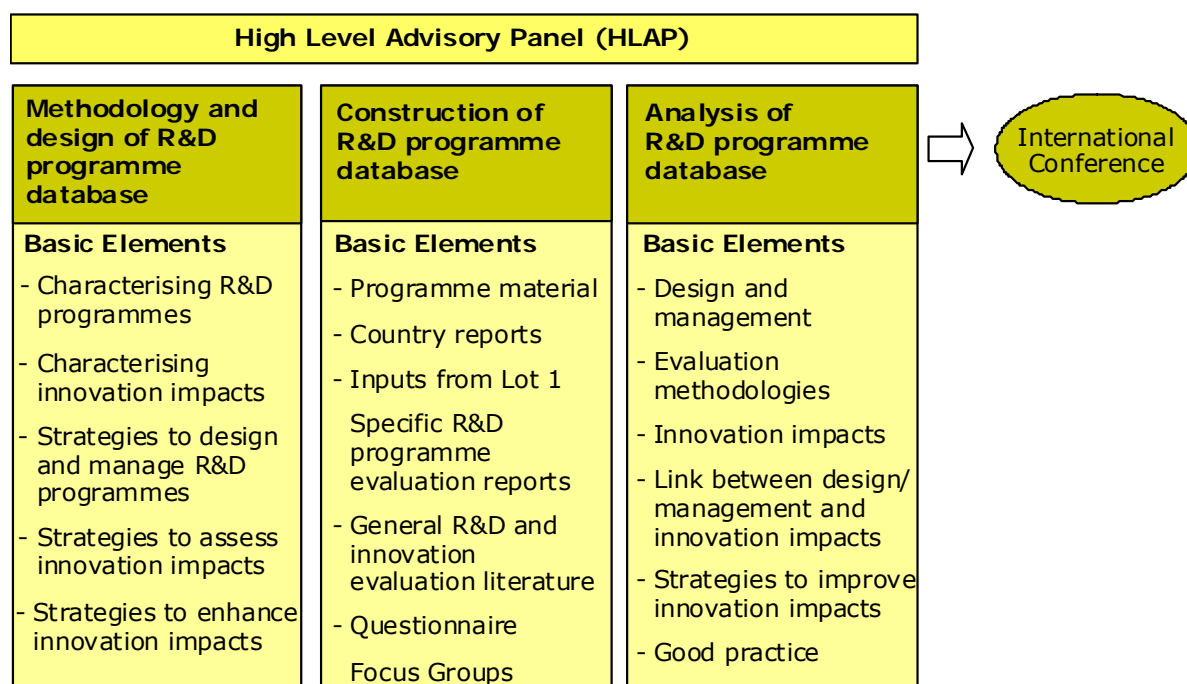 High Level Advisory Panel (HLAP)
Methodology and
design of R&D
programme
database
Basic Elements
- Characterising R&D
programmes
- Characterising
innovation impacts
- Strategies to design
and manage R&D
programmes
- Strategies to assess
innovation impacts
- Strategies to enhance
innovation impacts
Construction of
R&D programme
database
Basic Elements
- Programme material
- Country reports
- Inputs from Lot 1
Specific R&D
programme
evaluation reports
- General R&D and
innovation
evaluation literature
- Questionnaire
Focus Groups
Analysis of
R&D programme
database
Basic Elements
- Design and
management
- Evaluation
methodologies
- Innovation impacts
- Link between design/
management and
innovation impacts
- Strategies to improve
innovation impacts
- Good practice
International
Conference